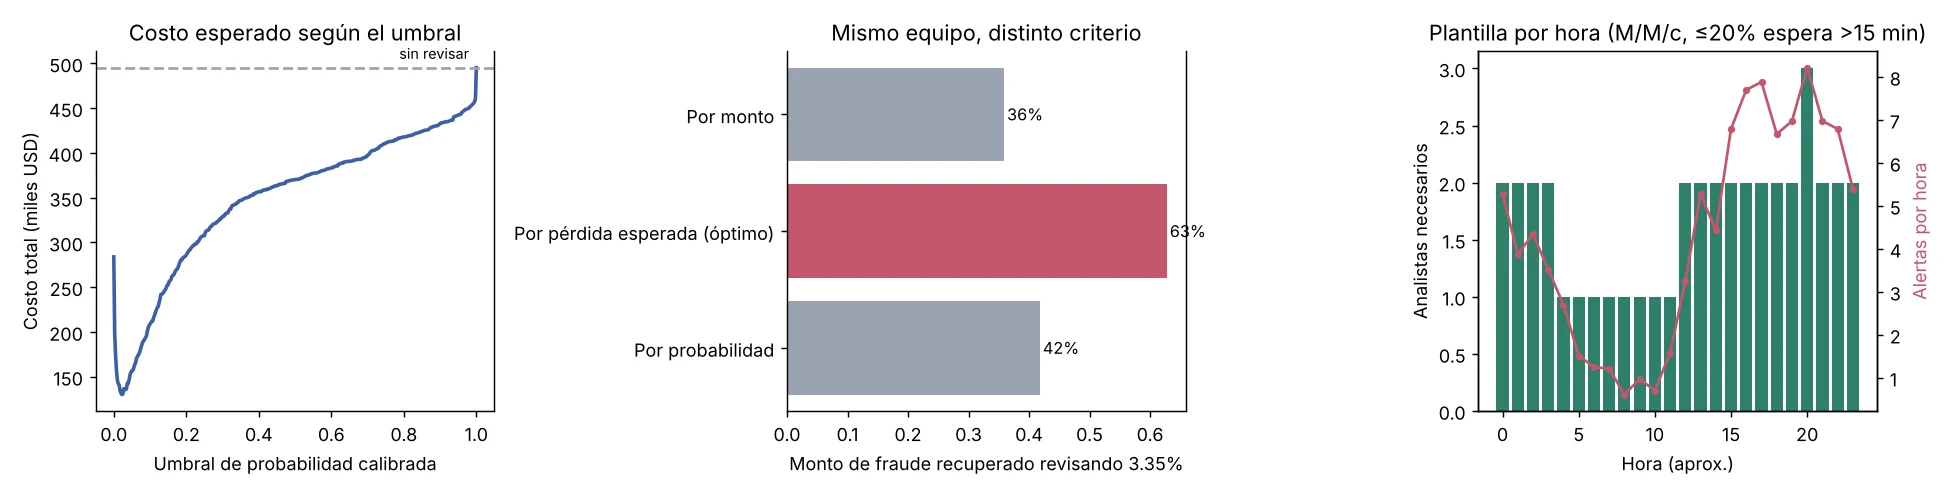 Costo esperado según el umbral
sin revisar
500
450
400
350
300
250
200
150
Costo total (miles USD)
0.0 0.2 0.4 0.6 0.8 1.0
Umbral de probabilidad calibrada
Mismo equipo, distinto criterio
Por monto
36%
Por pérdida esperada (óptimo)
63%
Por probabilidad
42%
0.0 0.1 0.2 0.3 0.4 0.5 0.6
Monto de fraude recuperado revisando 3.35%
Plantilla por hora (M/M/c, ≤20% espera >15 min)
3.0
2.5
2.0
1.5
1.0
0.5
0.0
Analistas necesarios
8
7
6
5
4
3
2
1
Alertas por hora
0 5 10 15 20
Hora (aprox.)